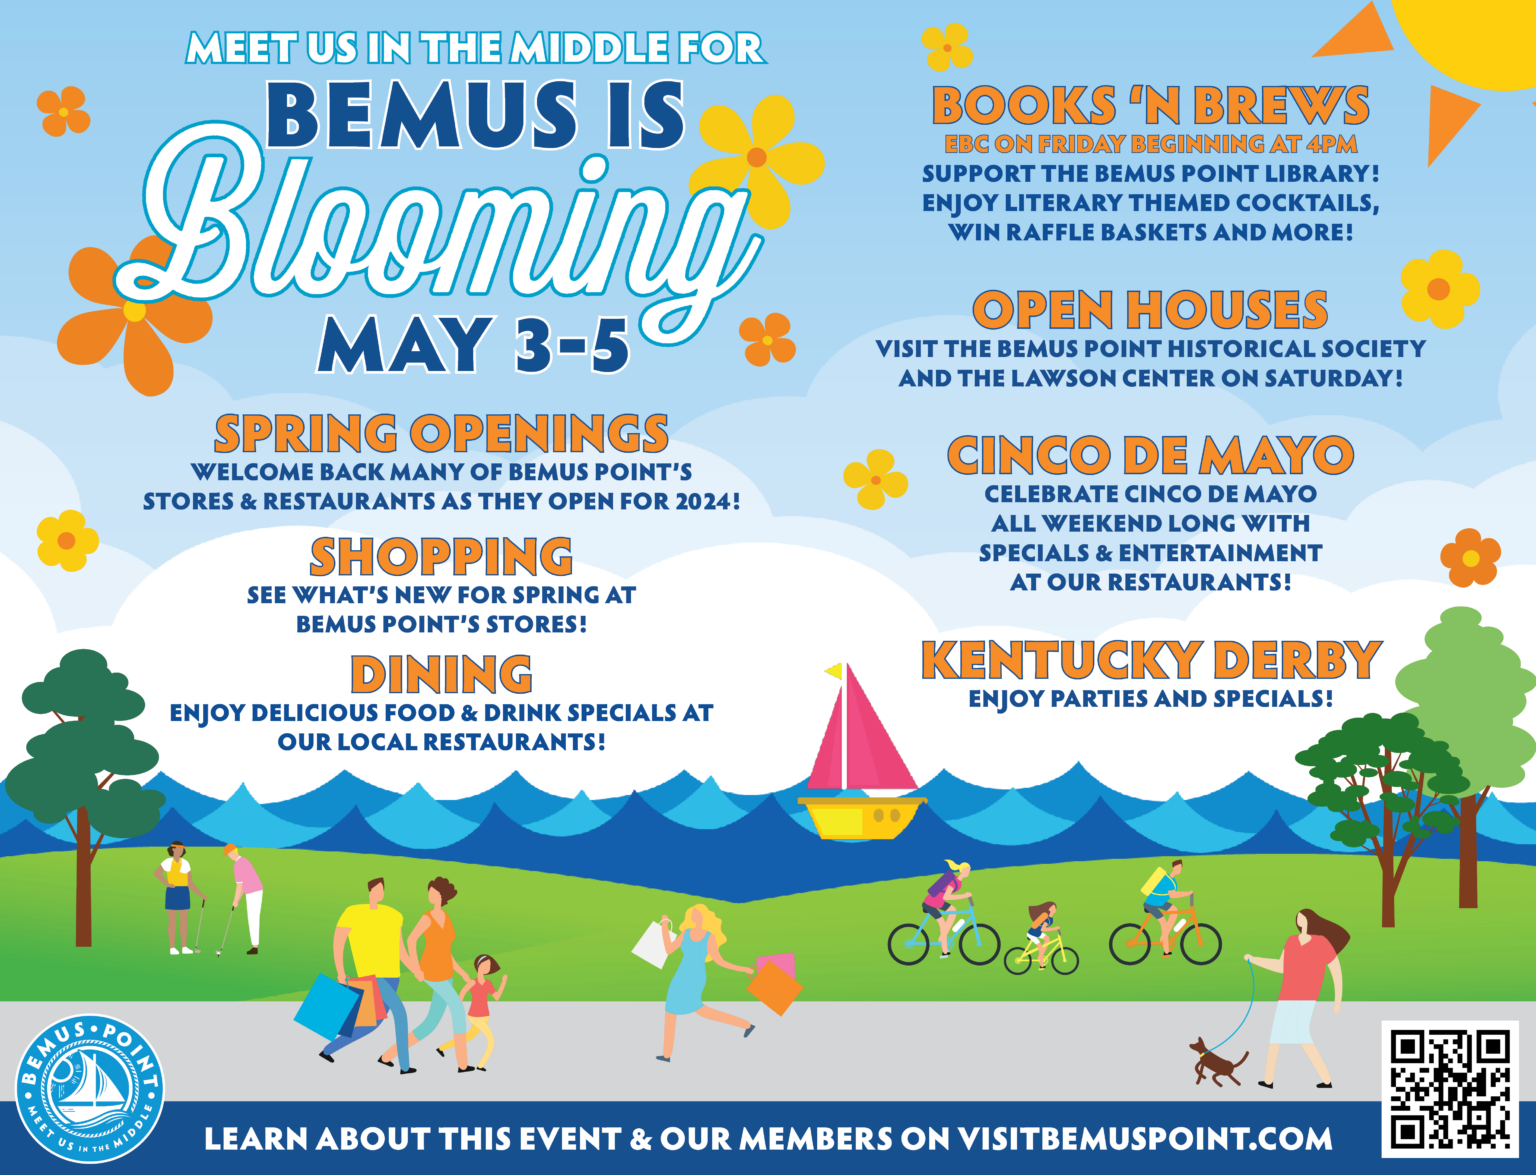 MEET US IN THE MIDDLE FOR
BEMUS IS
Blooming
MAY 3-5
SPRING OPENINGS
WELCOME BACK MANY OF BEMUS POINT'S
STORES & RESTAURANTS AS THEY OPEN FOR 2024!
SHOPPING
SEE WHAT'S NEW FOR SPRING AT
BEMUS POINT'S STORES!
DINING
ENJOY DELICIOUS FOOD & DRINK SPECIALS AT
OUR LOCAL RESTAURANTS!
BOOKS ‘N BREWS
EBC ON FRIDAY BEGINNING AT 4PM
SUPPORT THE BEMUS POINT LIBRARY!
ENJOY LITERARY THEMED COCKTAILS,
WIN RAFFLE BASKETS AND MORE!
OPEN HOUSES
VISIT THE BEMUS POINT HISTORICAL SOCIETY
AND THE LAWSON CENTER ON SATURDAY!
CINCO DE MAYO
CELEBRATE CINCO DE MAYO
ALL WEEKEND LONG WITH
SPECIALS & ENTERTAINMENT
AT OUR RESTAURANTS!
KENTUCKY DERBY
ENJOY PARTIES AND SPECIALS!
BEMUS • POINT
MEET US IN THE MIDDLE
LEARN ABOUT THIS EVENT & OUR MEMBERS ON VISITBEMUSPOINT.COM